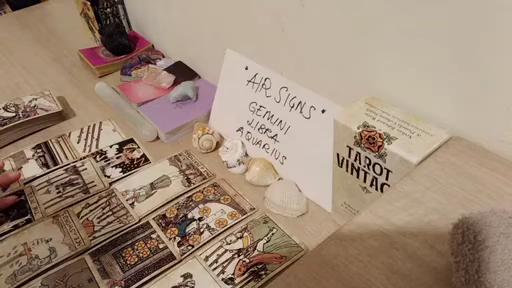 AIR SIGNS
GEMINI
LIBRA
AQUARIUS
TAROT
VINTAG